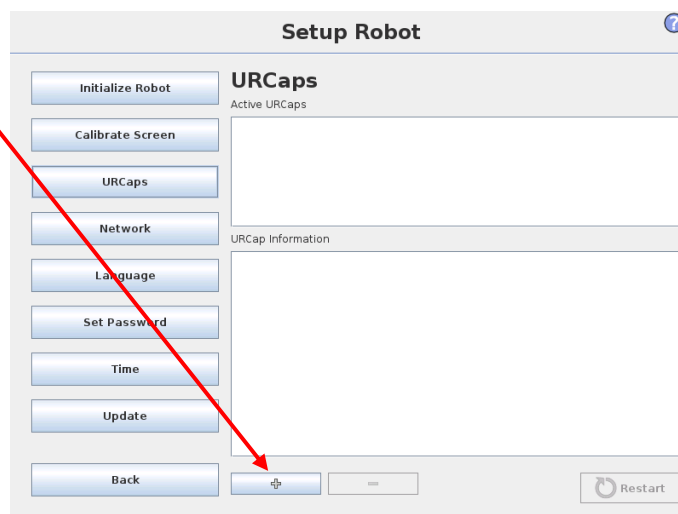 Setup Robot
?
Initialize Robot
Calibrate Screen
URCaps
Network
Language
Set Password
Time
Update
Back
URCaps
Active URCaps
URCap Information
Restart